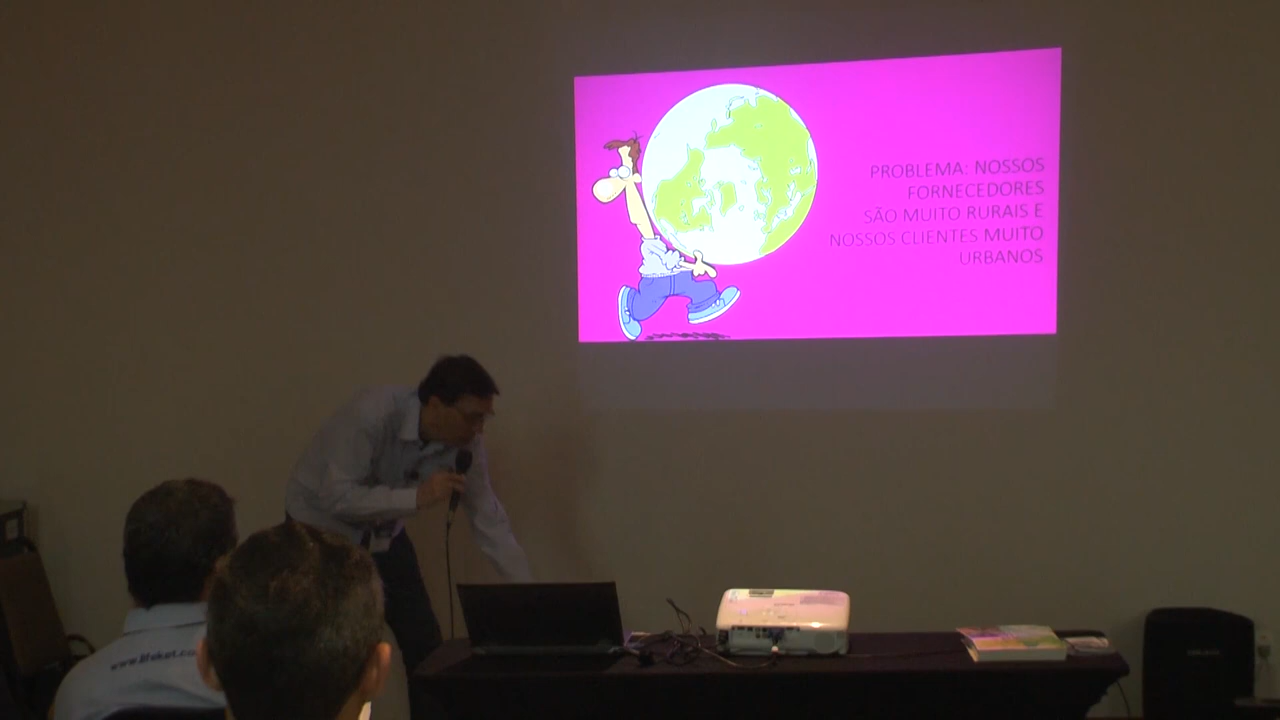 PROBLEMA: NOSSOS
FORNECEDORES
SÃO MUITO RURAIS E
NOSSOS CLIENTES MUITO
URBANOS